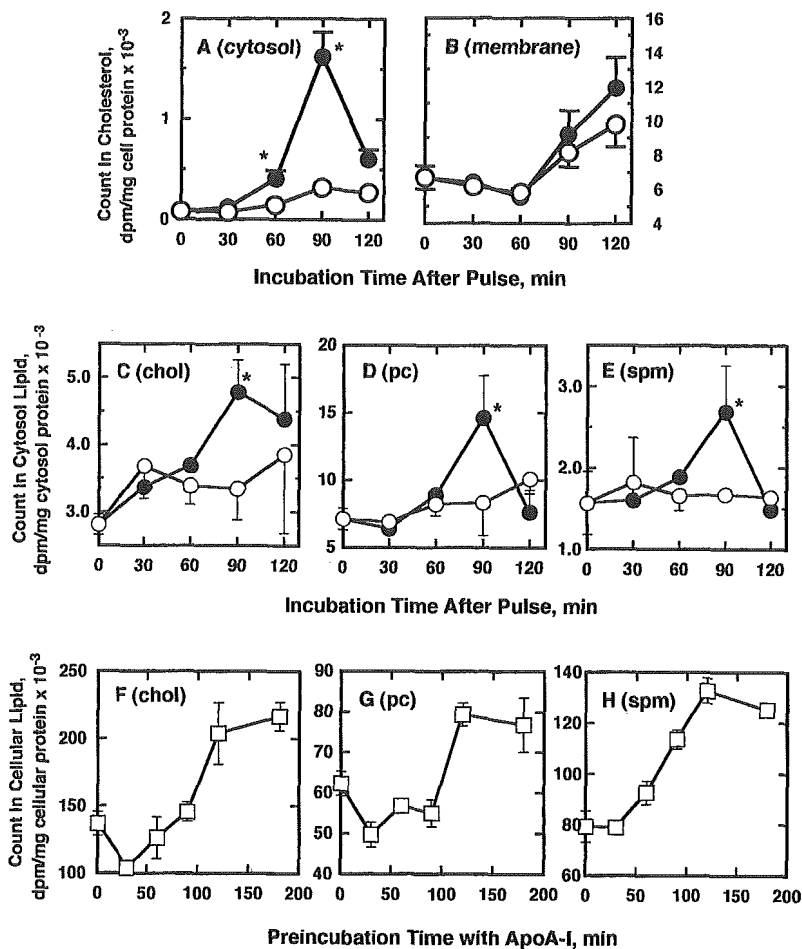 A (cytosol)
B (membrane)
Count In Cholesterol,
dpm/mg cell protein x 10⁻³
2
1
0
16
14
12
10
8
6
4
*
*
0 30 60 90 120
0 30 60 90 120
Incubation Time After Pulse, min
C (chol)
D (pc)
E (spm)
Count In Cytosol Lipid,
dpm/mg cytosol protein x 10⁻³
5.0
4.0
3.0
20
15
10
5
3.0
2.0
1.0
*
*
*
0 30 60 90 120
0 30 60 90 120
0 30 60 90 120
Incubation Time After Pulse, min
F (chol)
G (pc)
H (spm)
Count In Cellular Lipid,
dpm/mg cellular protein x 10⁻³
250
200
150
100
90
80
70
60
50
40
140
120
100
80
60
0 50 100 150 200
0 50 100 150 200
0 50 100 150 200
Preincubation Time with ApoA-I, min